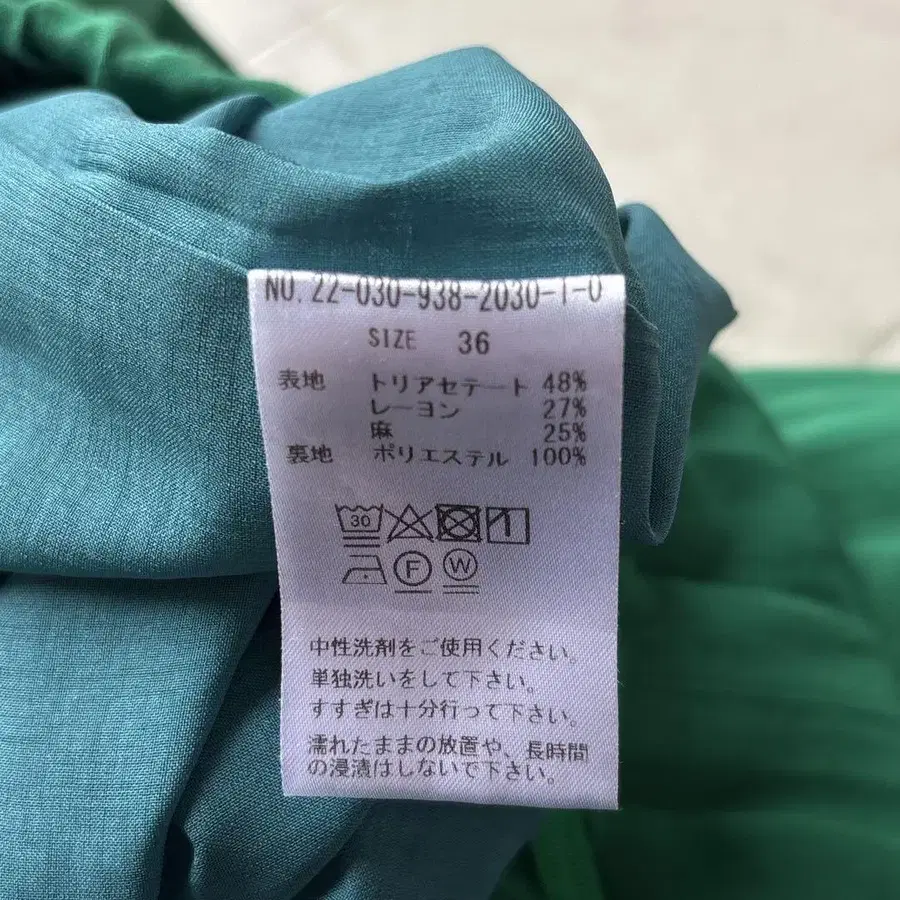 NO. 22-030-938-2030-1-0
SIZE 36
表地 トリアセテート 48%
レーヨン 27%
麻 25%
裏地 ポリエステル 100%
30
F W
中性洗剤をご使用ください。
単独洗いをして下さい。
すすぎは十分行って下さい。
濡れたままの放置や、長時間
の浸漬はしないで下さい。